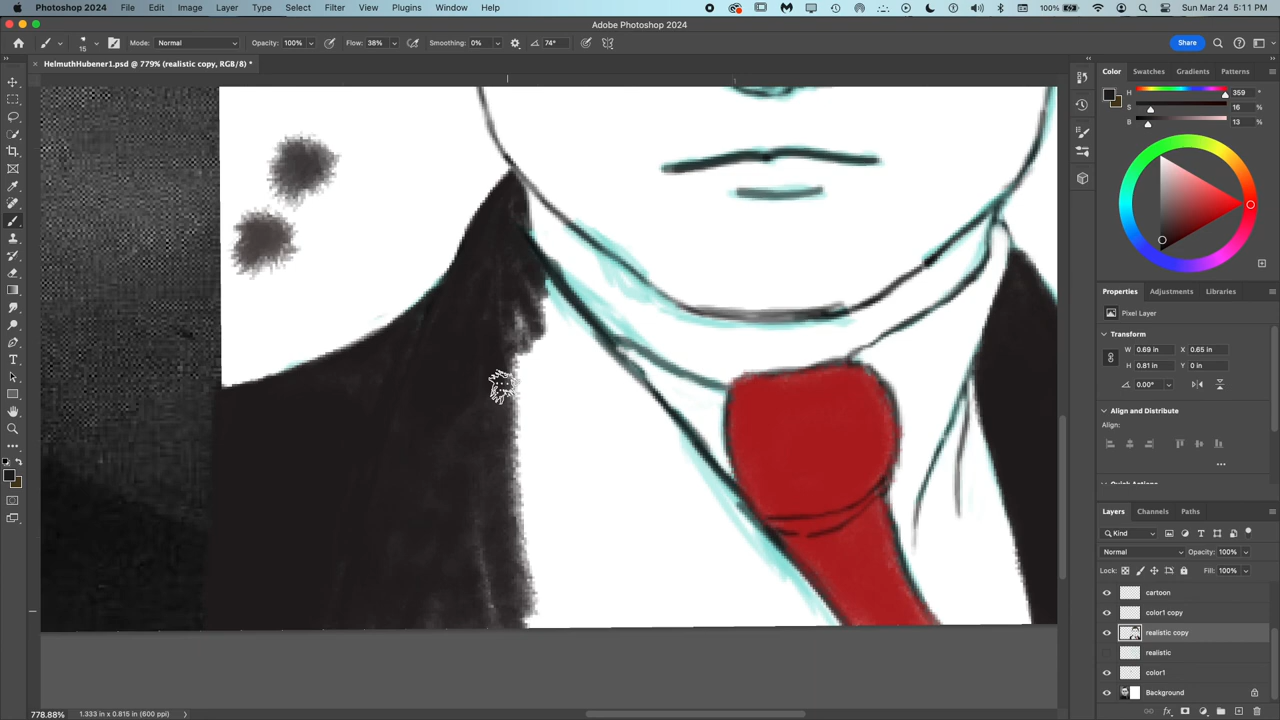 Photoshop 2024 File Edit Image Layer Type Select Filter View Plugins Window Help 100% Sun Mar 24 5:11 PM
Adobe Photoshop 2024
15 Mode: Normal Opacity: 100% Flow: 38% Smoothing: 0% 74° Share
HelmuthHubener1.psd @ 779% (realistic copy, RGB/8) *
1
Color Swatches Gradients Patterns
H 359 °
S 16 %
B 13 %
Properties Adjustments Libraries
Pixel Layer
Transform
W 0.69 in X 0.65 in
H 0.81 in Y 0 in
0.00°
Align and Distribute
Align:
Quick Actions
Layers Channels Paths
Kind
Normal Opacity: 100%
Lock: Fill: 100%
cartoon
color1 copy
realistic copy
realistic
color1
Background
778.88% 1.333 in x 0.815 in (600 ppi)